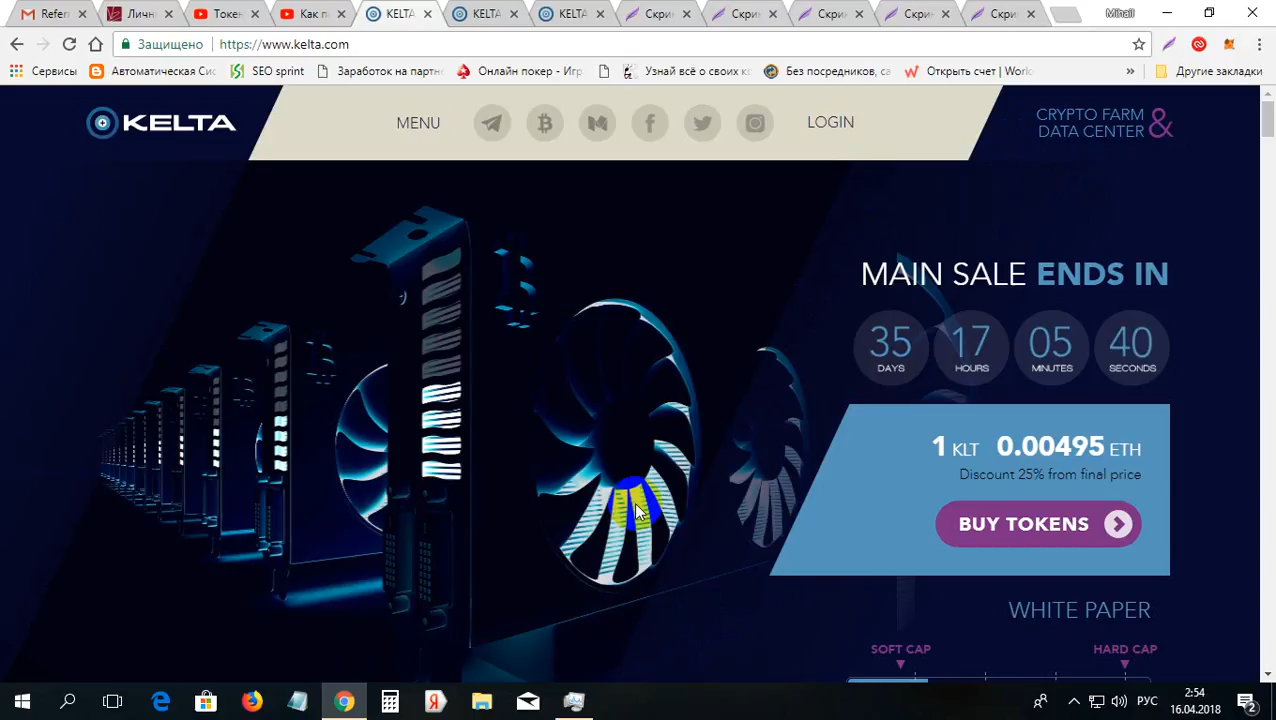 Refer
Личн
Токе
Как п
KELTA
KELTA
KELTA
Скри
Скри
Скри
Скри
Скри
Mihail
Защищено
https://www.kelta.com
Сервисы
Автоматическая Сис
SEO sprint
Заработок на партне
Онлайн покер - Игр
Узнай всё о своих кс
Без посредников, са
Открыть счет | Work
»
Другие закладки
KELTA
MENU
LOGIN
CRYPTO FARM
DATA CENTER
&
MAIN SALE ENDS IN
35 17 05 40
DAYS HOURS MINUTES SECONDS
1 KLT 0.00495 ETH
Discount 25% from final price
BUY TOKENS
WHITE PAPER
SOFT CAP HARD CAP
РУС
2:54
16.04.2018
2